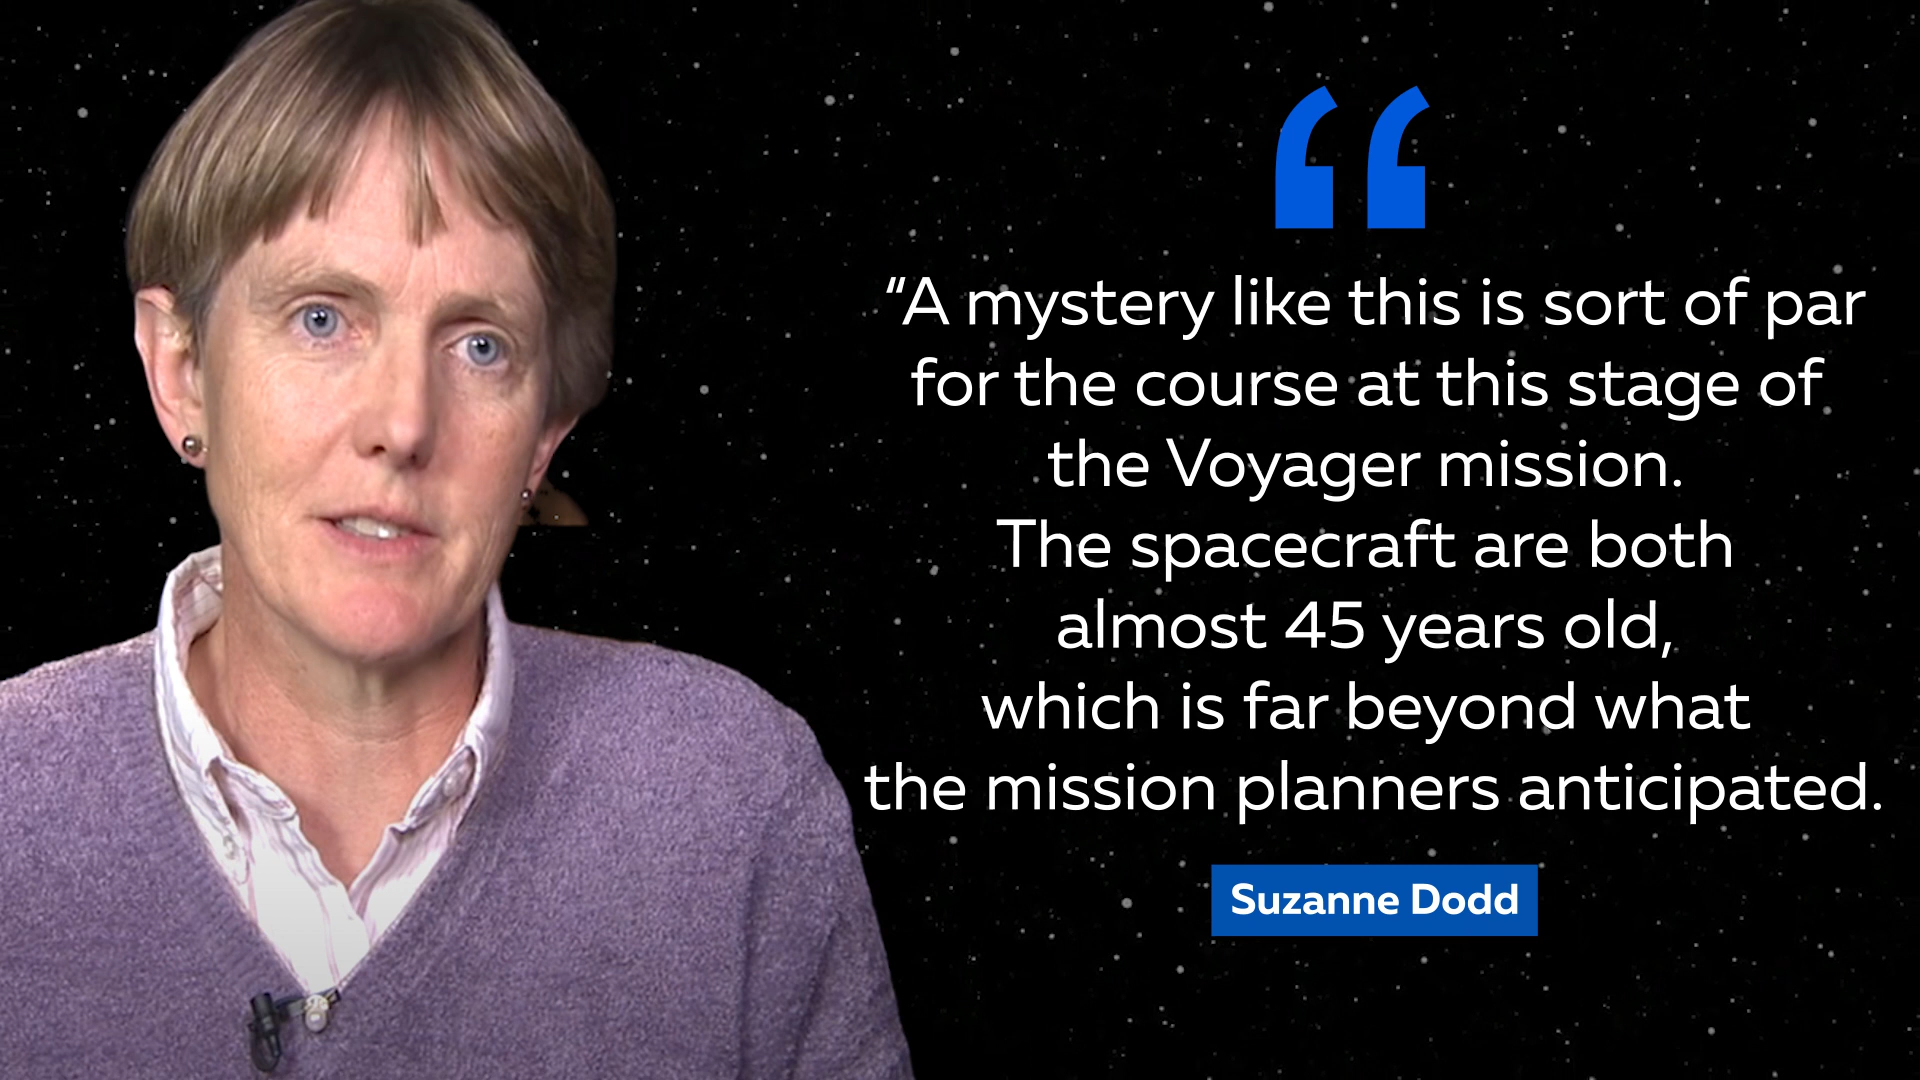 “A mystery like this is sort of par
for the course at this stage of
the Voyager mission.
The spacecraft are both
almost 45 years old,
which is far beyond what
the mission planners anticipated.
Suzanne Dodd